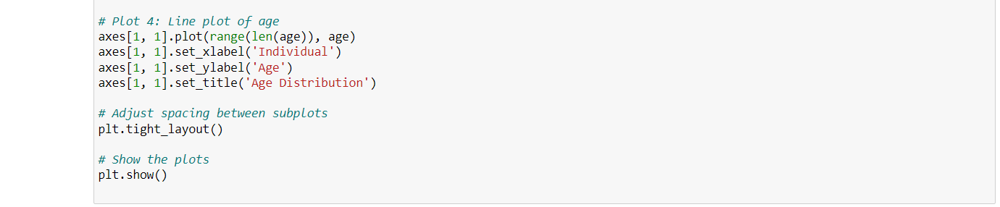 # Plot 4: Line plot of age
axes[1, 1].plot(range(len(age)), age)
axes[1, 1].set_xlabel('Individual')
axes[1, 1].set_ylabel('Age')
axes[1, 1].set_title('Age Distribution')
# Adjust spacing between subplots
plt.tight_layout()
# Show the plots
plt.show()